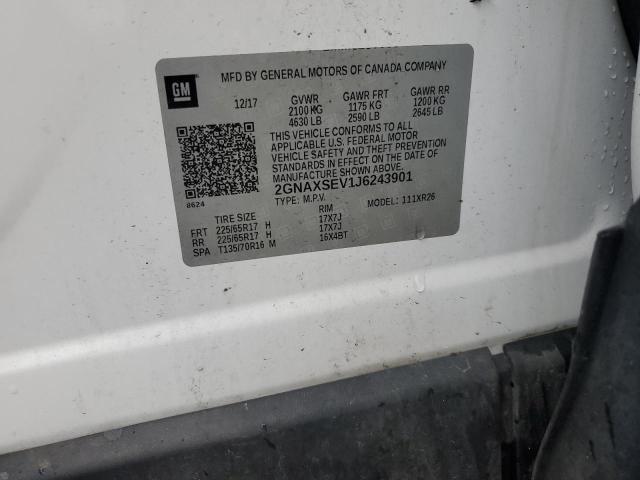 MFD BY GENERAL MOTORS OF CANADA COMPANY
GM
12/17 GVWR GAWR FRT GAWR RR
2100 KG 1175 KG 1200 KG
4630 LB 2590 LB 2645 LB
THIS VEHICLE CONFORMS TO ALL
APPLICABLE U.S. FEDERAL MOTOR
VEHICLE SAFETY AND THEFT PREVENTION
STANDARDS IN EFFECT ON THE DATE OF
MANUFACTURE SHOWN ABOVE.
2GNAXSEV1J6243901
8624
TYPE: M.P.V. MODEL: 111XR26
TIRE SIZE RIM
FRT 225/65R17 H 17X7J
RR 225/65R17 H 17X7J
SPA T135/70R16 M 16X4BT